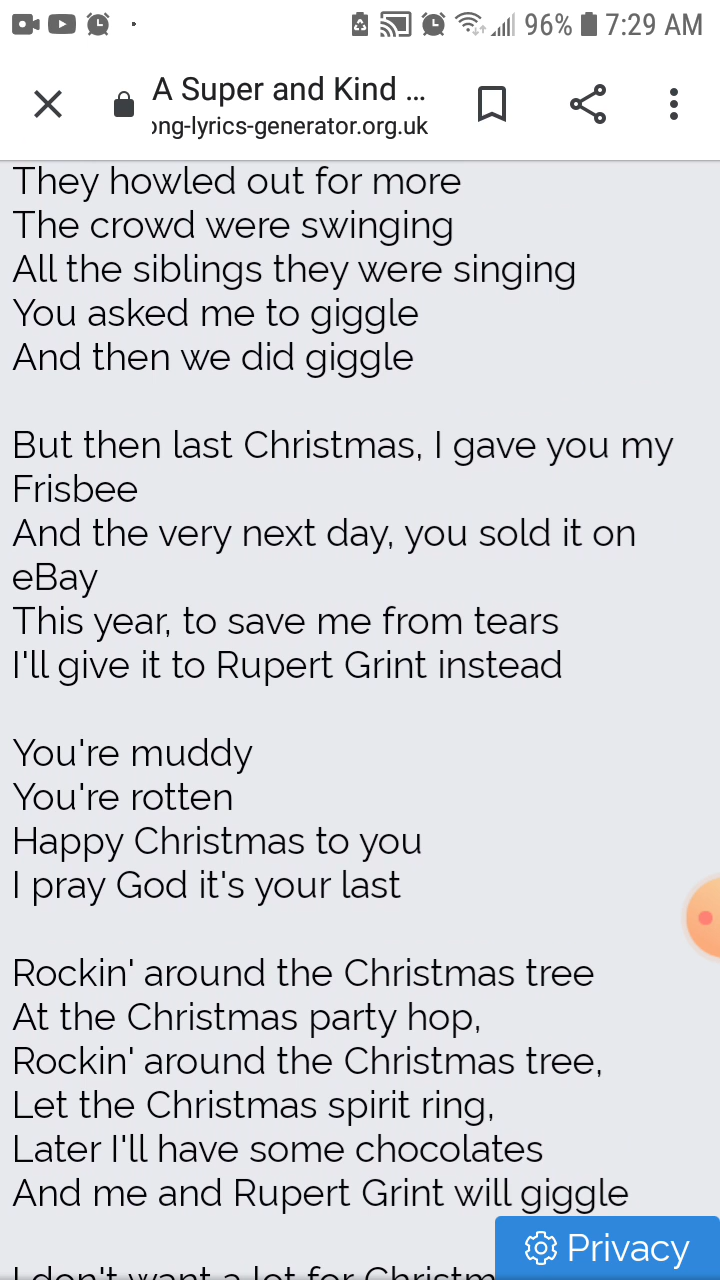 96% 7:29 AM
A Super and Kind ...
ong-lyrics-generator.org.uk
They howled out for more
The crowd were swinging
All the siblings they were singing
You asked me to giggle
And then we did giggle
But then last Christmas, I gave you my
Frisbee
And the very next day, you sold it on
eBay
This year, to save me from tears
I'll give it to Rupert Grint instead
You're muddy
You're rotten
Happy Christmas to you
I pray God it's your last
Rockin' around the Christmas tree
At the Christmas party hop,
Rockin' around the Christmas tree,
Let the Christmas spirit ring,
Later I'll have some chocolates
And me and Rupert Grint will giggle
Privacy
I don't want a lot for Christm